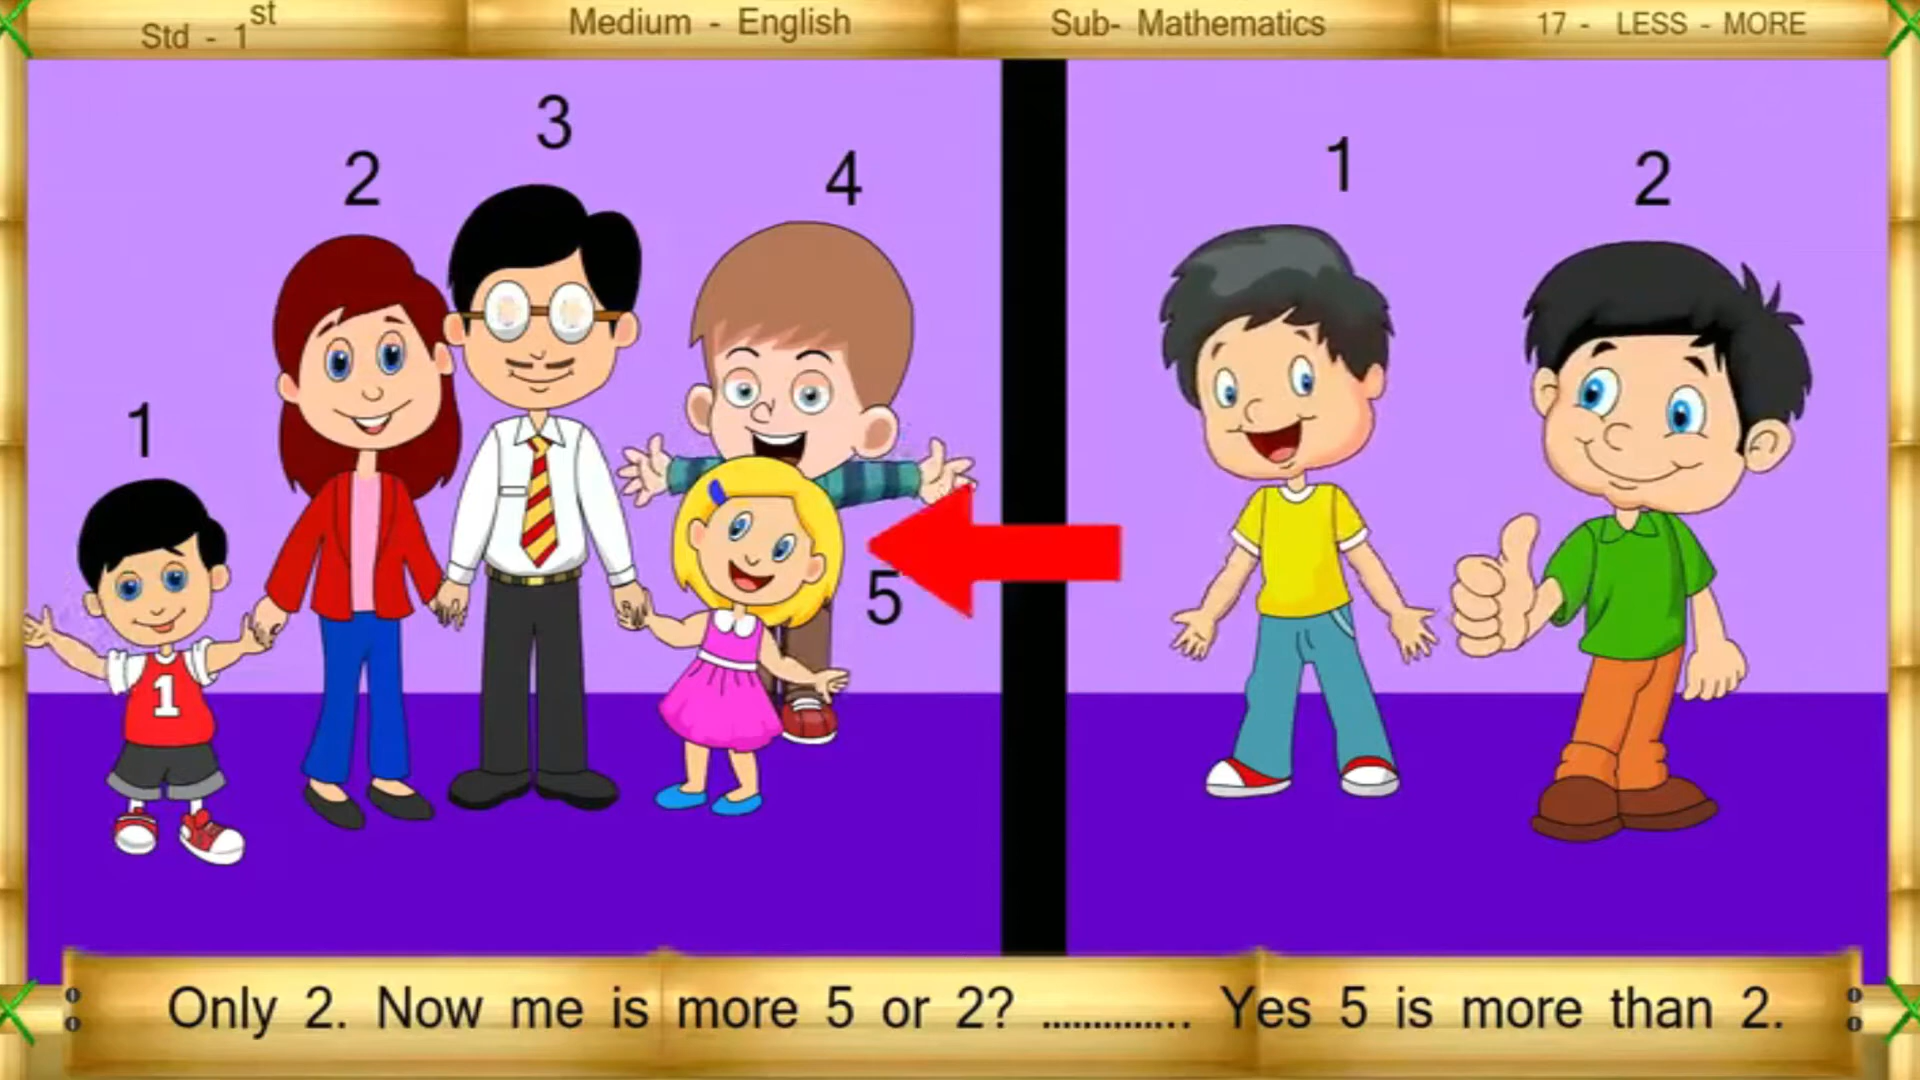 Std - 1st
Medium - English
Sub- Mathematics
17 - LESS - MORE
3
2
4
1
1
2
5
1
Only 2. Now me is more 5 or 2? .............. Yes 5 is more than 2.